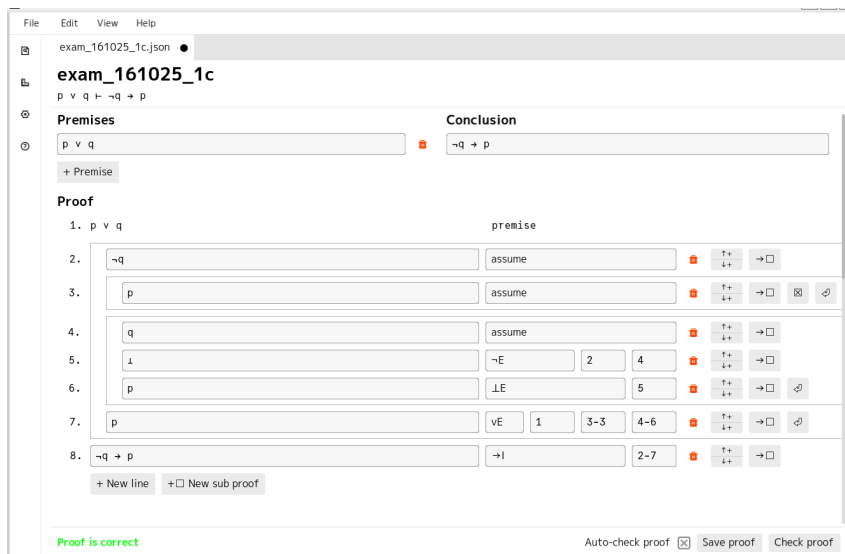 File Edit View Help
exam_161025_1c.json ●
exam_161025_1c
p ∨ q ⊢ ¬q → p
Premises Conclusion
p ∨ q ¬q → p
+ Premise
Proof
1. p ∨ q premise
2. ¬q assume ↑+ ↓+ →□
3. p assume ↑+ ↓+ →□
4. q assume ↑+ ↓+ →□
5. ⊥ ¬E 2 4 ↑+ ↓+ →□
6. p ⊥E 5 ↑+ ↓+ →□
7. p ∨E 1 3-3 4-6 ↑+ ↓+ →□
8. ¬q → p →I 2-7 ↑+ ↓+ →□
+ New line +□ New sub proof
Proof is correct Auto-check proof Save proof Check proof